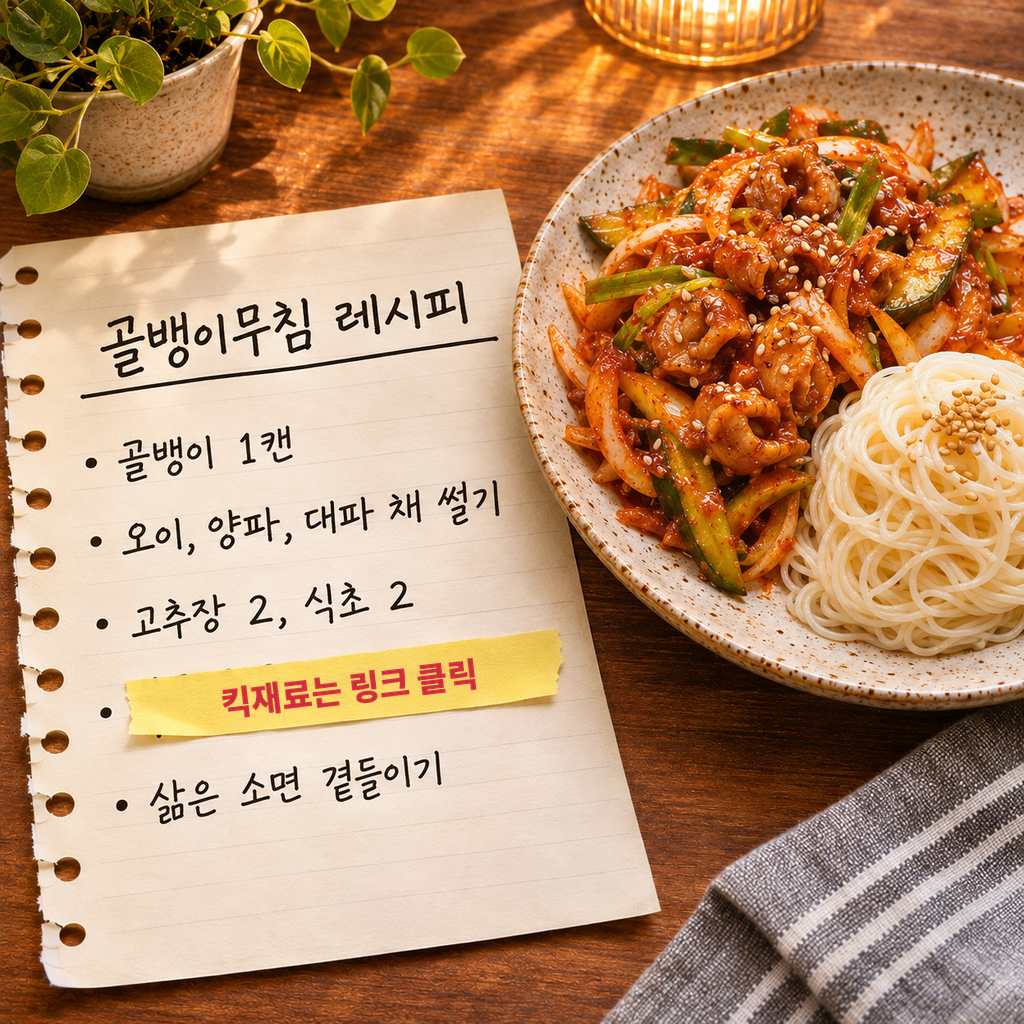 골뱅이무침 레시피
• 골뱅이 1캔
• 오이, 양파, 대파 채 썰기
• 고추장 2, 식초 2
• 킥재료는 링크 클릭
• 삶은 소면 곁들이기